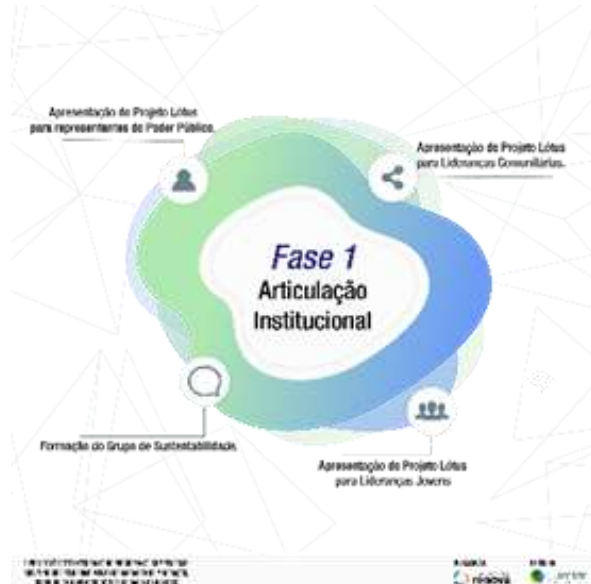 Apresentação do Projeto Lótus
para representantes do Poder Público.
Apresentação do Projeto Lótus
para Lideranças Comunitárias.
Fase 1
Articulação
Institucional
Formação do Grupo de Sustentabilidade.
Apresentação do Projeto Lótus
para Lideranças Jovens
renova